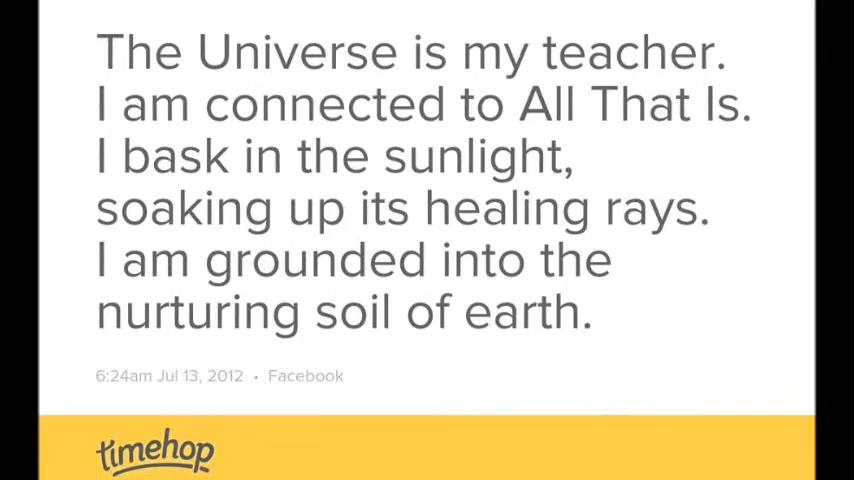 The Universe is my teacher.
I am connected to All That Is.
I bask in the sunlight,
soaking up its healing rays.
I am grounded into the
nurturing soil of earth.
6:24am Jul 13, 2012 • Facebook
timehop